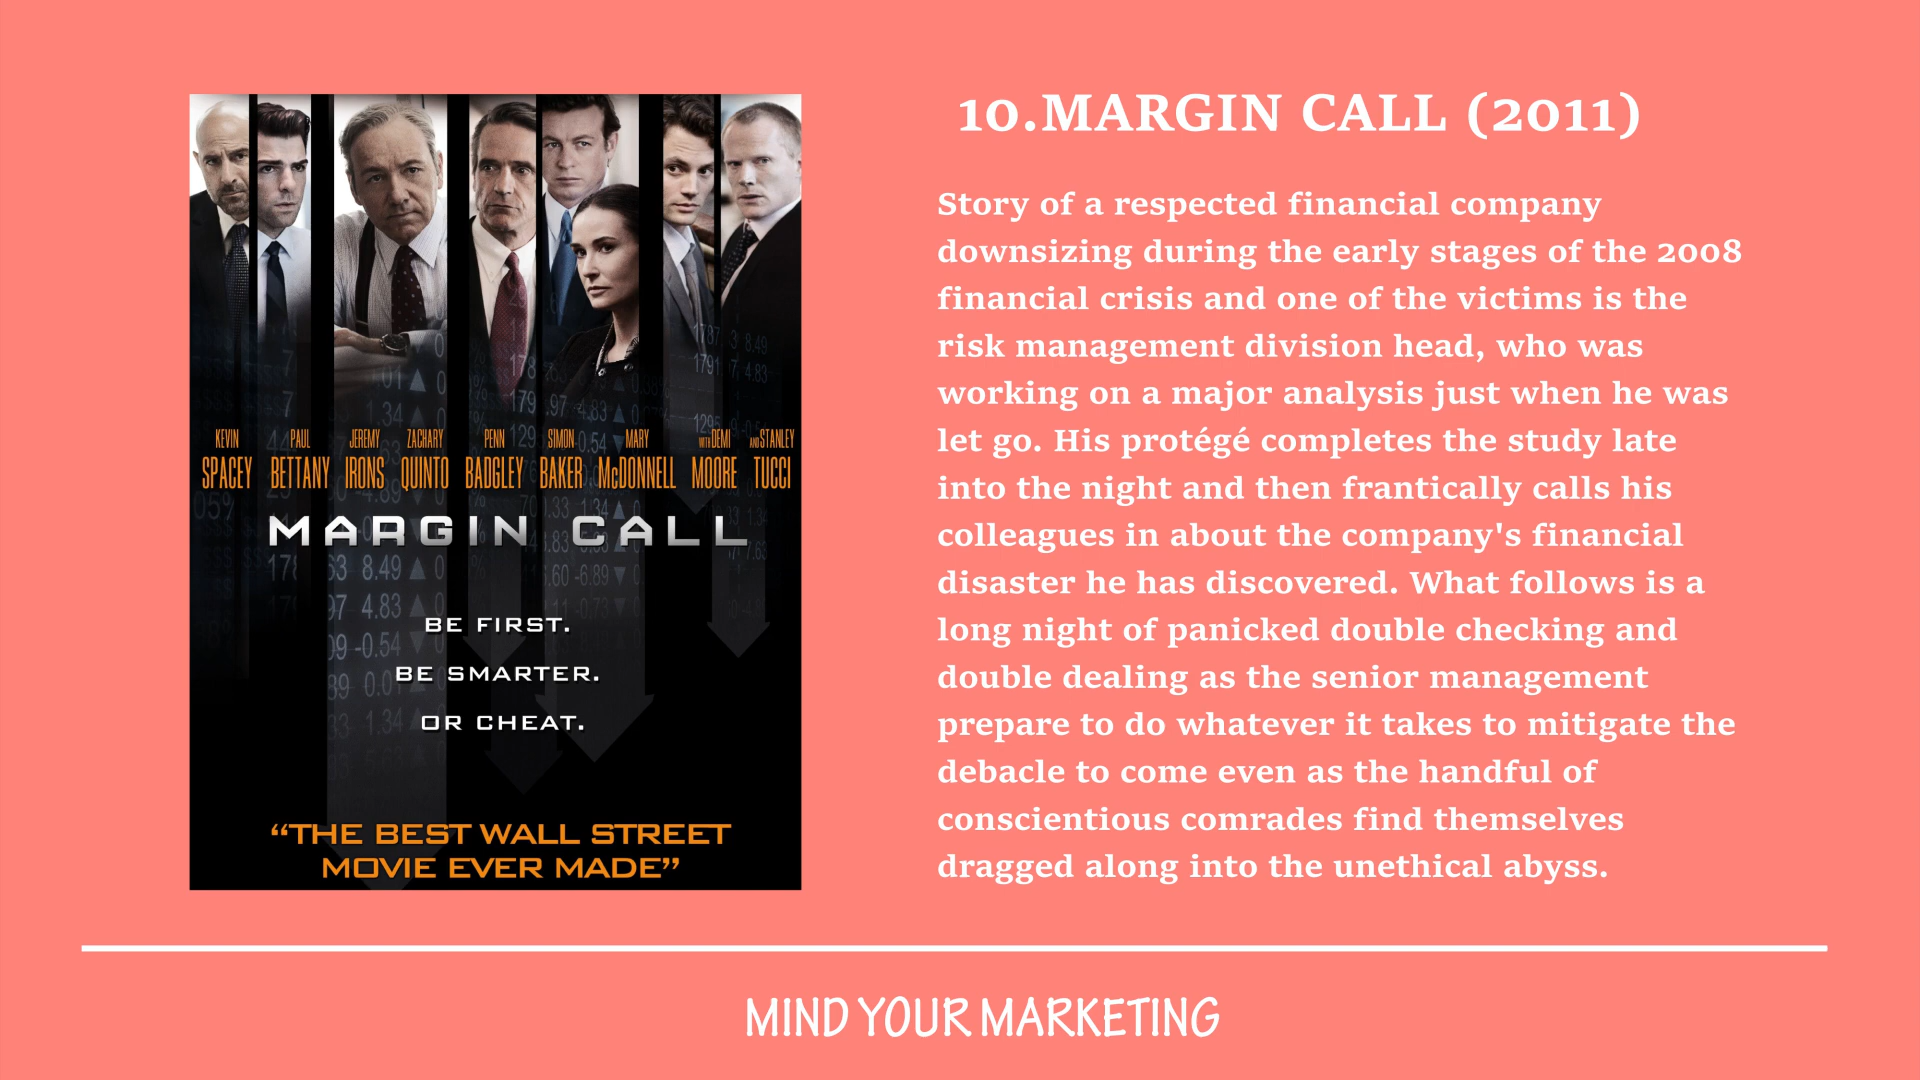 KEVIN SPACEY PAUL BETTANY JEREMY IRONS ZACHARY QUINTO PENN BADGLEY SIMON BAKER MARY McDONNELL WITH DEMI MOORE AND STANLEY TUCCI
MARGIN CALL
BE FIRST.
BE SMARTER.
OR CHEAT.
“THE BEST WALL STREET
MOVIE EVER MADE”
10.MARGIN CALL (2011)
Story of a respected financial company
downsizing during the early stages of the 2008
financial crisis and one of the victims is the
risk management division head, who was
working on a major analysis just when he was
let go. His protégé completes the study late
into the night and then frantically calls his
colleagues in about the company's financial
disaster he has discovered. What follows is a
long night of panicked double checking and
double dealing as the senior management
prepare to do whatever it takes to mitigate the
debacle to come even as the handful of
conscientious comrades find themselves
dragged along into the unethical abyss.
MIND YOUR MARKETING